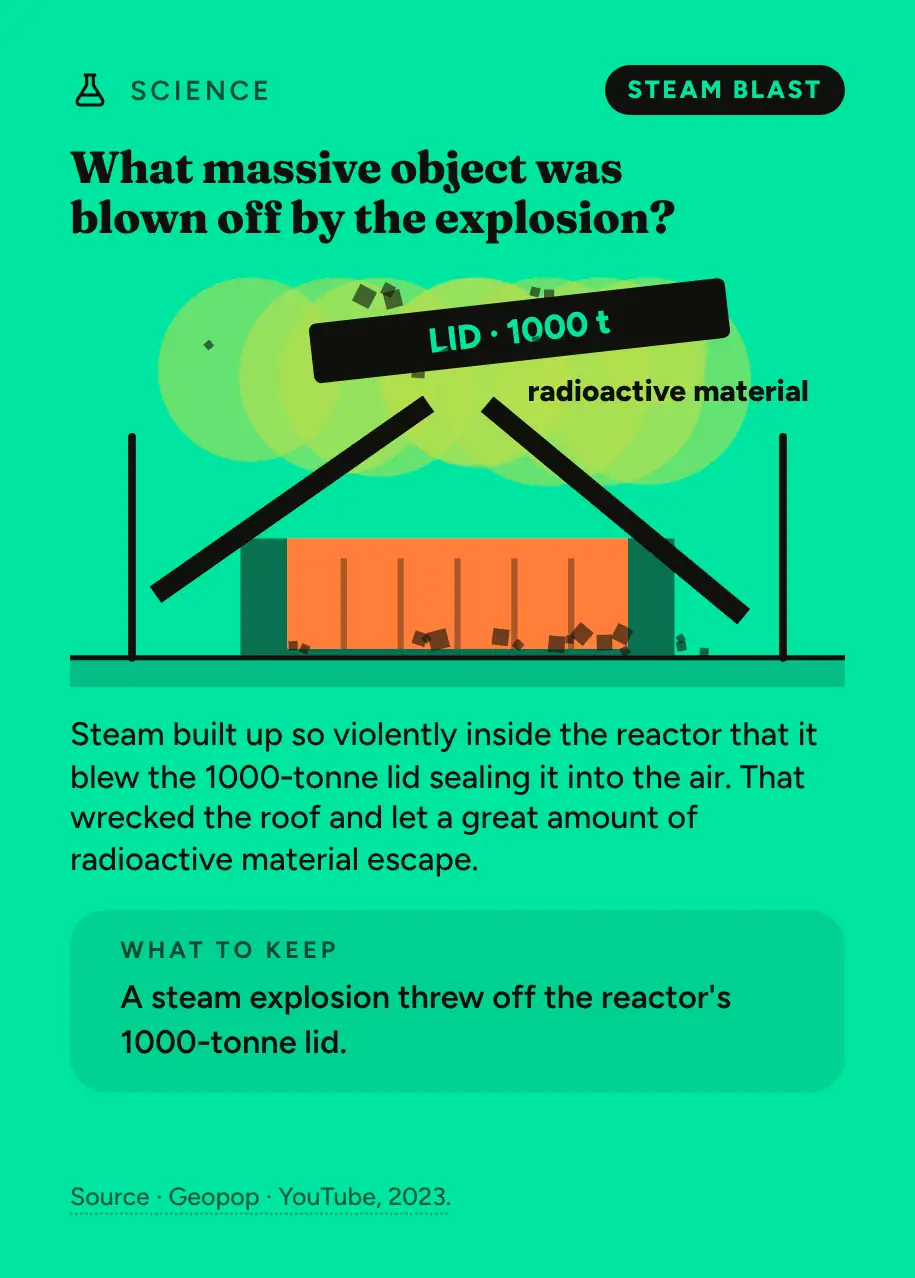 SCIENCE
STEAM BLAST
What massive object was
blown off by the explosion?
LID · 1000 t
radioactive material
Steam built up so violently inside the reactor that it
blew the 1000-tonne lid sealing it into the air. That
wrecked the roof and let a great amount of
radioactive material escape.
WHAT TO KEEP
A steam explosion threw off the reactor's
1000-tonne lid.
Source · Geopop · YouTube, 2023.